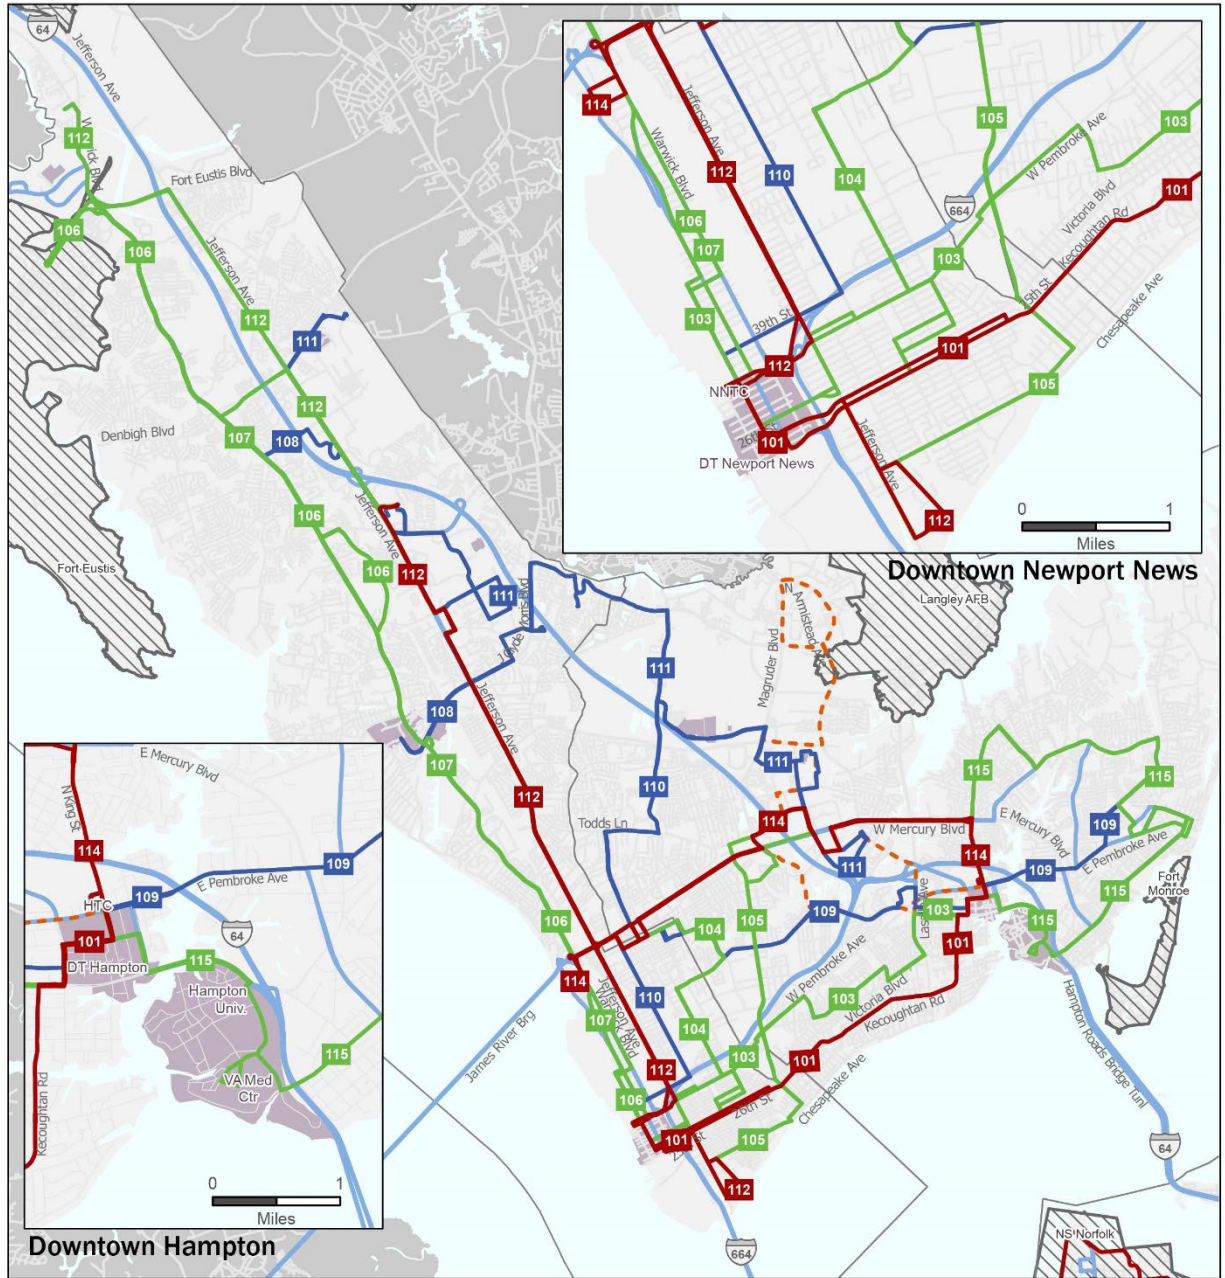 64
Jefferson Ave
112
Fort Eustis Blvd
106
106
Jefferson Ave
112
111
112
Denbigh Blvd
107
108
106
Jefferson Ave
106
112
Fort Eustis
111
J Clyde Morris Blvd
108
107
Jefferson Ave
112
111
110
Todds Ln
Magruder Blvd
N Armistead Ave
Langley AFB
111
114
W Mercury Blvd
111
115
115
E Mercury Blvd
109
E Pembroke Ave
114
109
115
Fort Monroe
103
109
101
115
105
104
106
114
110
107
Jefferson Ave
W Pembroke Ave
Victoria Blvd
103
Kecoughtan Rd
104
103
101
112
106
26th St
Chesapeake Ave
101
105
112
James River Brg
Hampton Roads Bridge Tunl
64
664
NS Norfolk
114
Warwick Blvd
Jefferson Ave
112
110
104
105
103
W Pembroke Ave
101
Victoria Blvd
Kecoughtan Rd
664
106
107
103
103
39th St
25th St
Chesapeake Ave
112
101
NNTC
105
26th St
101
DT Newport News
Jefferson Ave
112
0 1
Miles
Downtown Newport News
E Mercury Blvd
N King St
114
109
E Pembroke Ave
109
HTC
64
101
DT Hampton
115
Hampton
Univ.
115
VA Med
Ctr
Kecoughtan Rd
0 1
Miles
Downtown Hampton